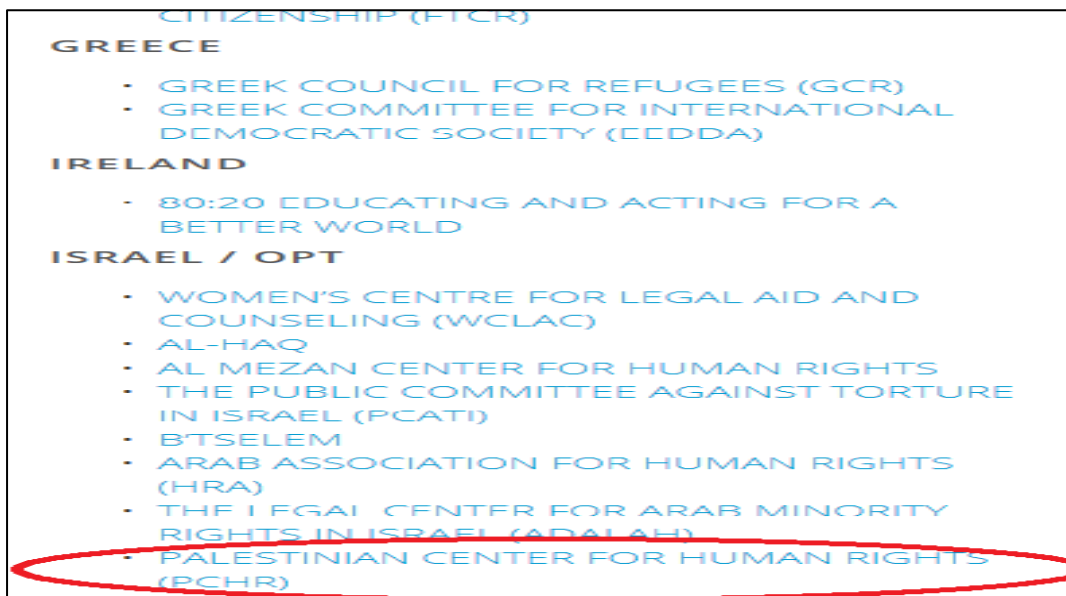 CITIZENSHIP (FTCR)
GREECE
• GREEK COUNCIL FOR REFUGEES (GCR)
• GREEK COMMITTEE FOR INTERNATIONAL
DEMOCRATIC SOCIETY (EEDDA)
IRELAND
• 80:20 EDUCATING AND ACTING FOR A
BETTER WORLD
ISRAEL / OPT
• WOMEN'S CENTRE FOR LEGAL AID AND
COUNSELING (WCLAC)
• AL-HAQ
• AL MEZAN CENTER FOR HUMAN RIGHTS
• THE PUBLIC COMMITTEE AGAINST TORTURE
IN ISRAEL (PCATI)
• B'TSELEM
• ARAB ASSOCIATION FOR HUMAN RIGHTS
(HRA)
• THE LEGAL CENTER FOR ARAB MINORITY
RIGHTS IN ISRAEL (ADALAH)
• PALESTINIAN CENTER FOR HUMAN RIGHTS
(PCHR)